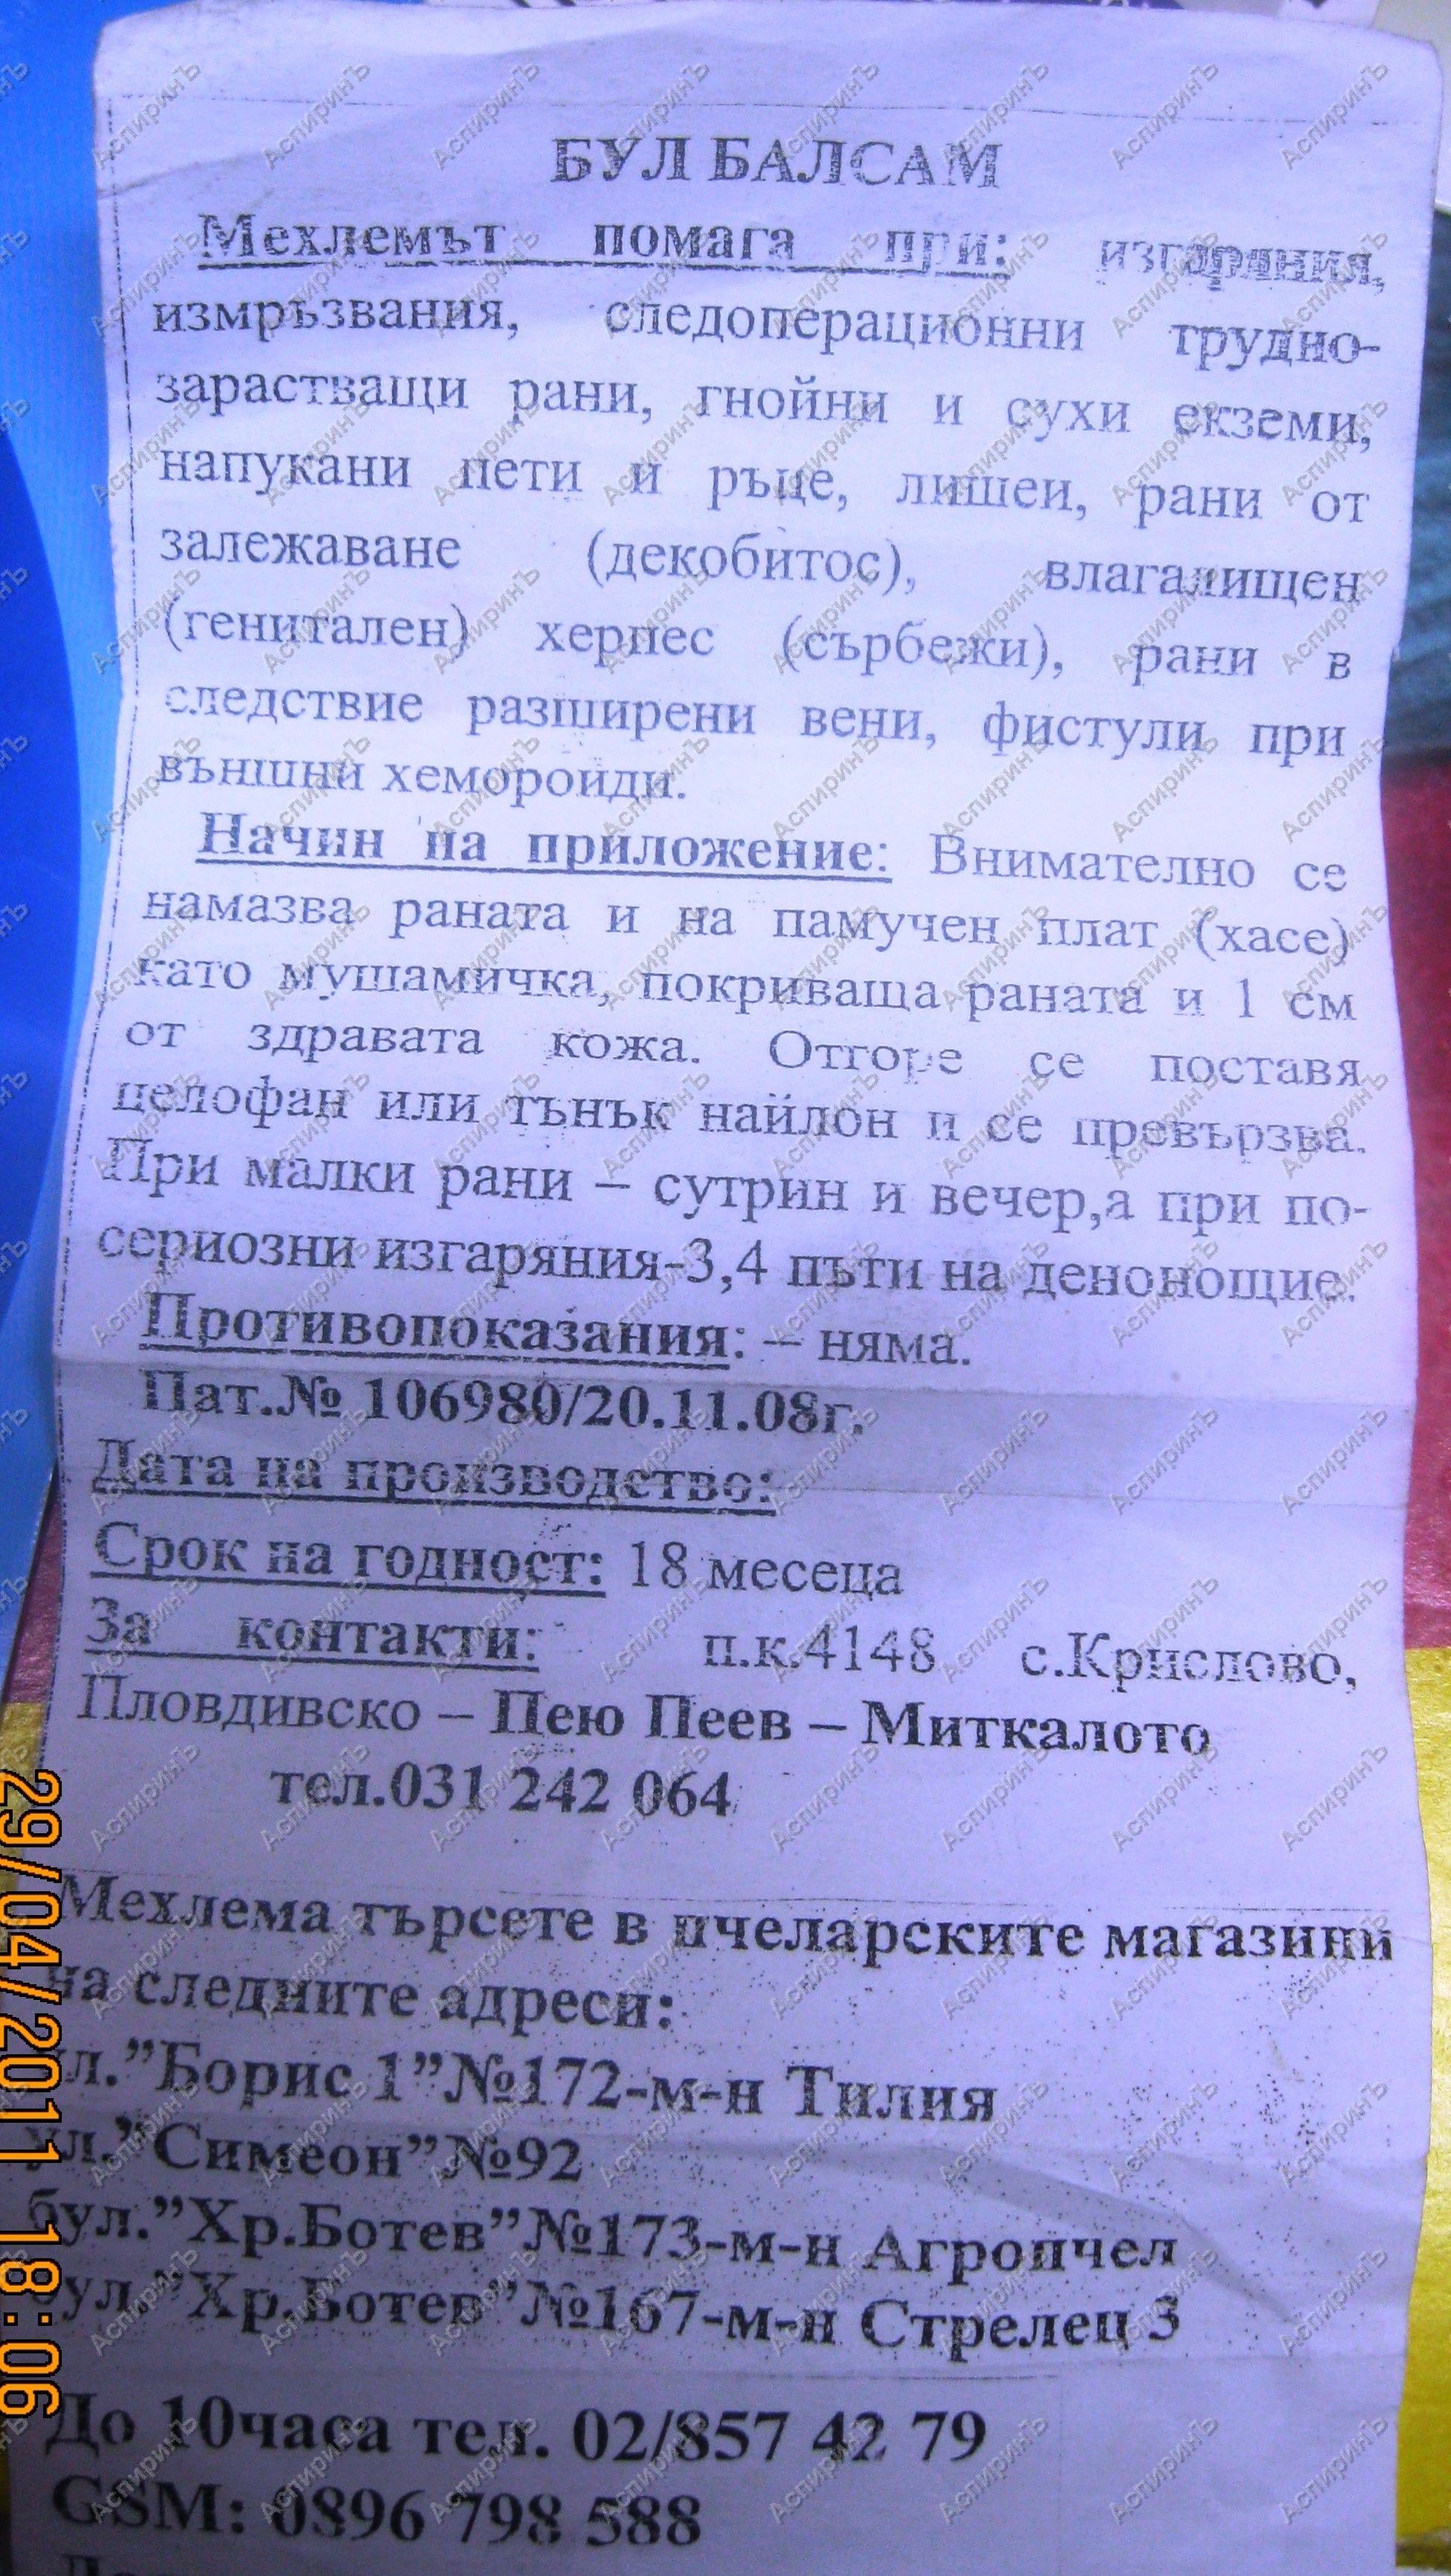 БУЛ БАЛСАМ
Мехлемът помага при: изгаряния,
измръзвания, следоперационни трудно-
зарастващи рани, гнойни и сухи екземи,
напукани пети и ръце, лишеи, рани от
залежаване (декобитос), влагалищен
(генитален) херпес (сърбежи), рани в
следствие разширени вени, фистули при
външни хемороиди.
Начин на приложение: Внимателно се
намазва раната и на памучен плат (хасе)
като мушамичка, покриваща раната и 1 см
от здравата кожа. Отгоре се поставя
целофан или тънък найлон и се превързва.
При малки рани – сутрин и вечер,а при по-
сериозни изгаряния-3,4 пъти на денонощие.
Противопоказания: – няма.
Пат.№ 106980/20.11.08г.
Дата на производство:
Срок на годност: 18 месеца
За контакти: п.к.4148 с.Крислово,
Пловдивско – Пею Пеев – Миткалото
тел.031 242 064
Мехлема търсете в пчеларските магазини
на следните адреси:
ул.”Борис 1”№172-м-н Тилия
ул.”Симеон”№92
бул.”Хр.Ботев”№173-м-н Агропчел
бул.”Хр.Ботев”№167-м-н Стрелец 3
До 10часа тел. 02/857 42 79
GSM: 0896 798 588
29/04/2011 18:06
АспиринЪ